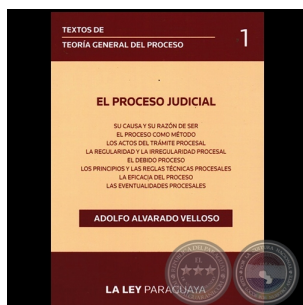 TEXTOS DE
TEORÍA GENERAL DEL PROCESO
1
EL PROCESO JUDICIAL
SU CAUSA Y SU RAZÓN DE SER
EL PROCESO COMO MÉTODO
LOS ACTOS DEL TRÁMITE PROCESAL
LA REGULARIDAD Y LA IRREGULARIDAD PROCESAL
EL DEBIDO PROCESO
LOS PRINCIPIOS Y LAS REGLAS TÉCNICAS PROCESALES
LA EFICACIA DEL PROCESO
LAS EVENTUALIDADES PROCESALES
ADOLFO ALVARADO VELLOSO
LA LEY PARAGUAYA